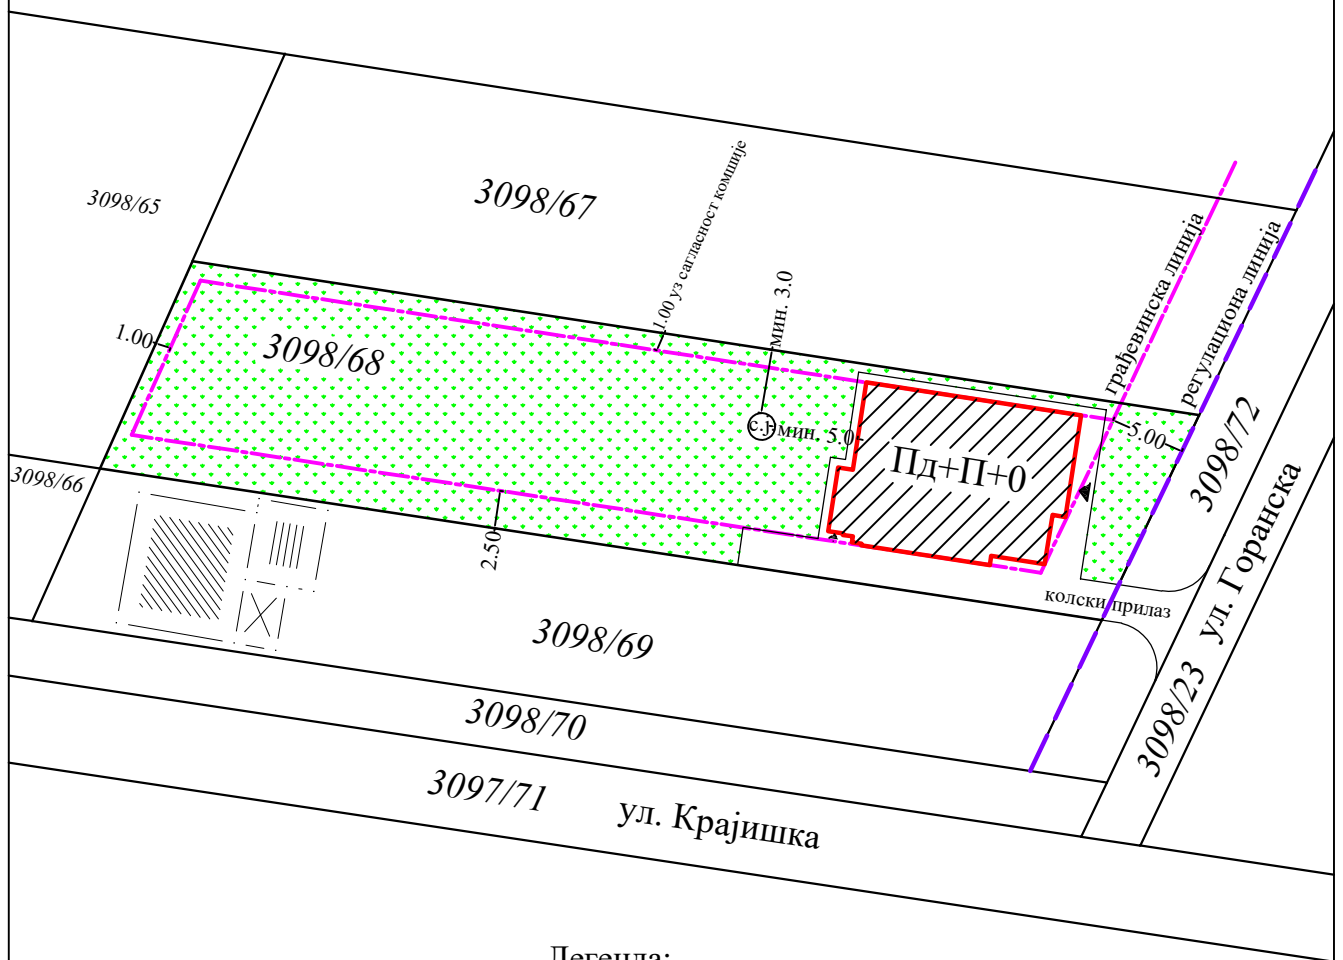 3098/65
3098/67
1.00 уз сагласност комшије
мин. 3.0
грађевинска линија
регулациона линија
1.00
3098/68
с.ј.
мин. 5.0
Пд+П+0
5.00
3098/72
3098/66
2.50
колски прилаз
ул. Горанска
3098/69
3098/23
3098/70
3097/71
ул. Крајишка
Легенда: